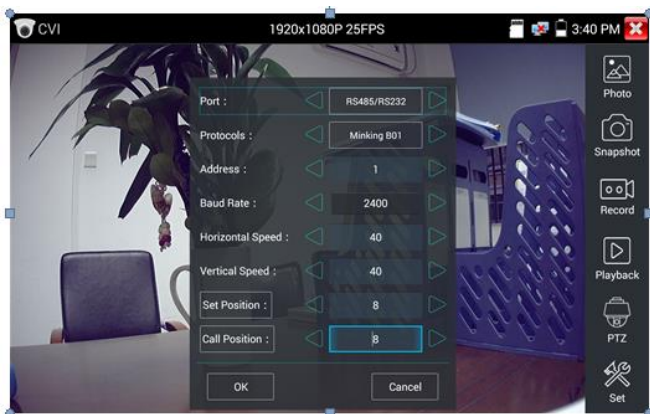 CVI 1920x1080P 25FPS 3:40 PM
Port : RS485/RS232
Protocols : Minking B01
Address : 1
Baud Rate : 2400
Horizontal Speed : 40
Vertical Speed : 40
Set Position : 8
Call Position : 8
OK Cancel
Photo
Snapshot
Record
Playback
PTZ
Set